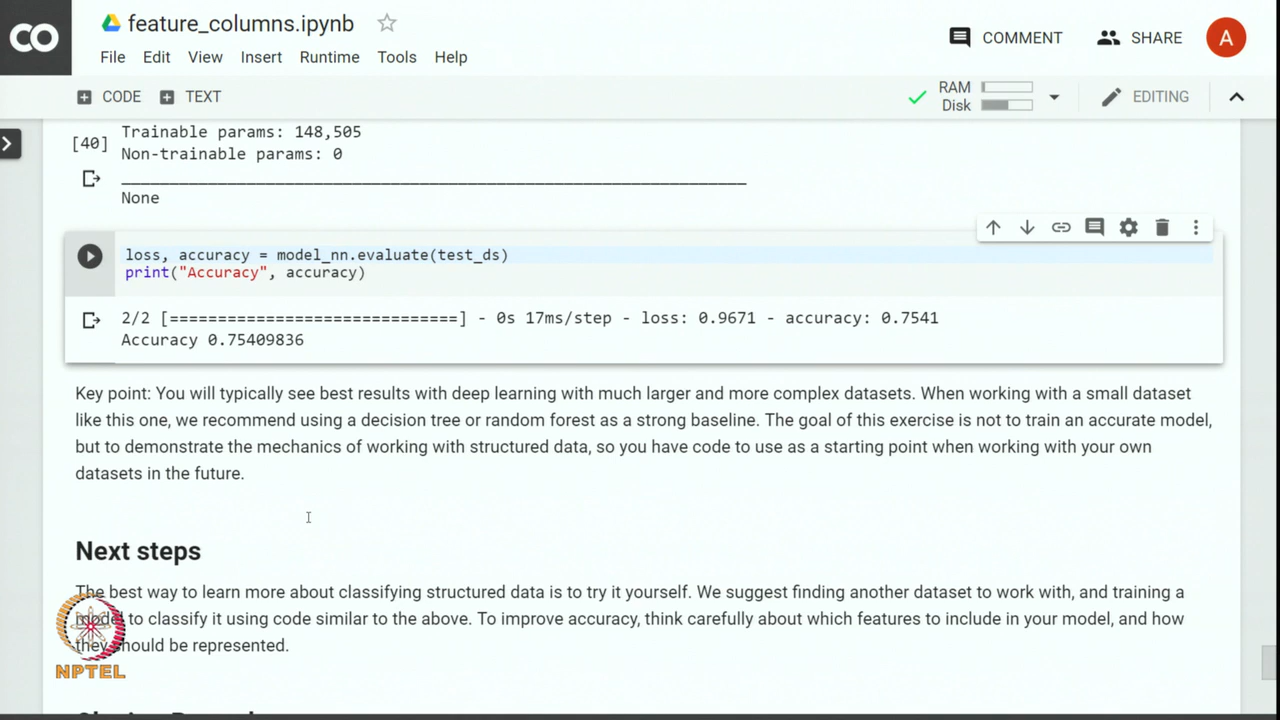 CO
feature_columns.ipynb
COMMENT
SHARE
A
File Edit View Insert Runtime Tools Help
CODE TEXT
RAM
Disk
EDITING
Trainable params: 148,505
[40]
Non-trainable params: 0
None
loss, accuracy = model_nn.evaluate(test_ds)
print("Accuracy", accuracy)
2/2 [==============================] - 0s 17ms/step - loss: 0.9671 - accuracy: 0.7541
Accuracy 0.75409836
Key point: You will typically see best results with deep learning with much larger and more complex datasets. When working with a small dataset
like this one, we recommend using a decision tree or random forest as a strong baseline. The goal of this exercise is not to train an accurate model,
but to demonstrate the mechanics of working with structured data, so you have code to use as a starting point when working with your own
datasets in the future.
Next steps
The best way to learn more about classifying structured data is to try it yourself. We suggest finding another dataset to work with, and training a
model to classify it using code similar to the above. To improve accuracy, think carefully about which features to include in your model, and how
they should be represented.
NPTEL